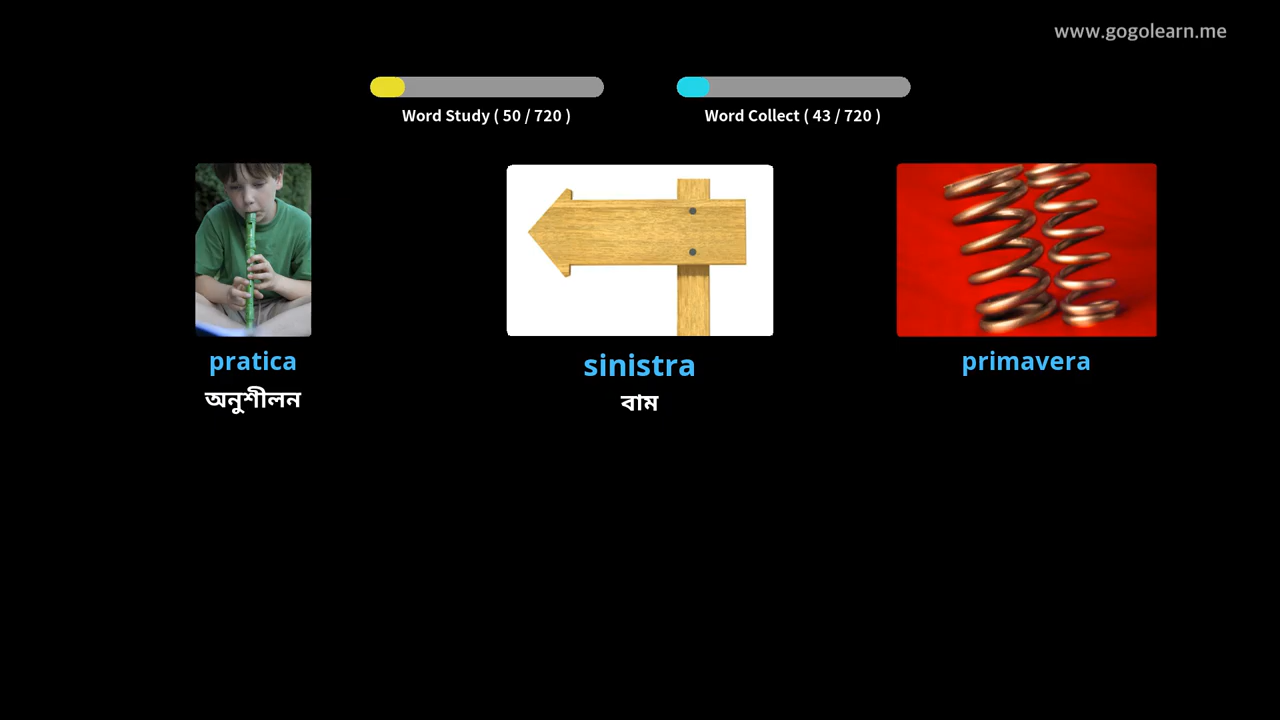 www.gogolearn.me
Word Study ( 50 / 720 )
Word Collect ( 43 / 720 )
pratica
অনুশীলন
sinistra
বাম
primavera